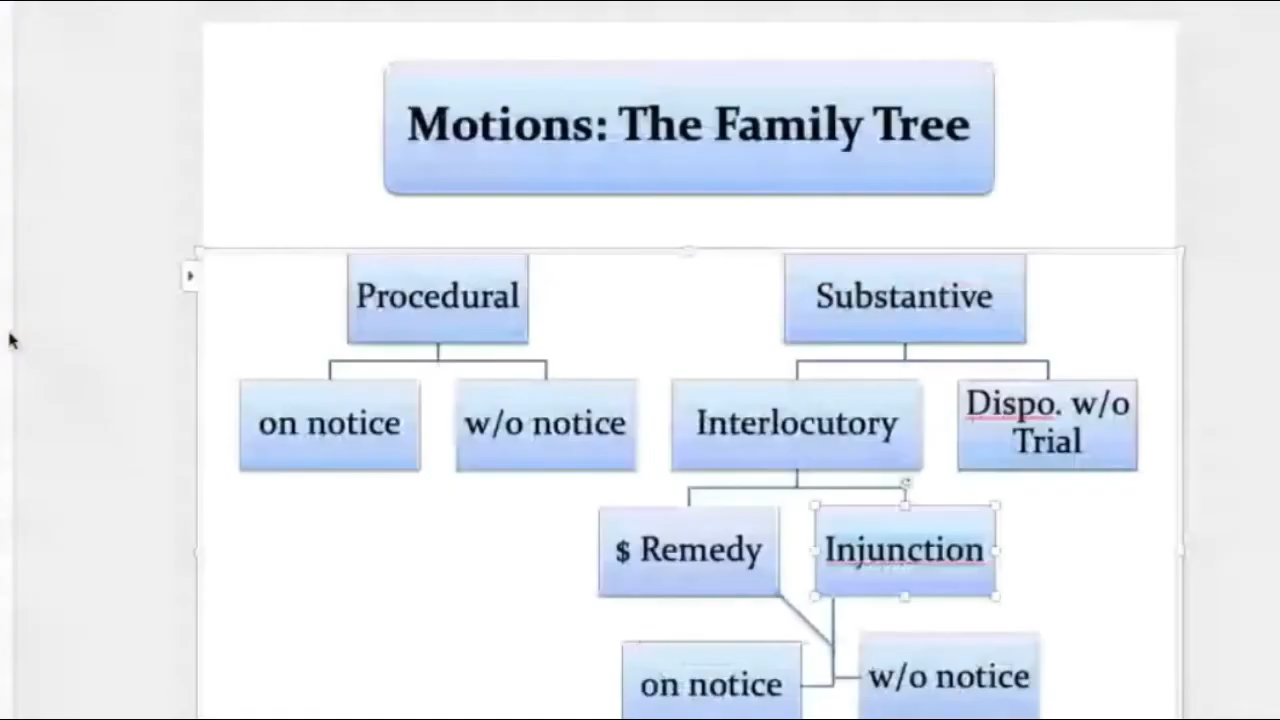 Motions: The Family Tree
Procedural
Substantive
on notice
w/o notice
Interlocutory
Dispo. w/o
Trial
$ Remedy
Injunction
on notice
w/o notice